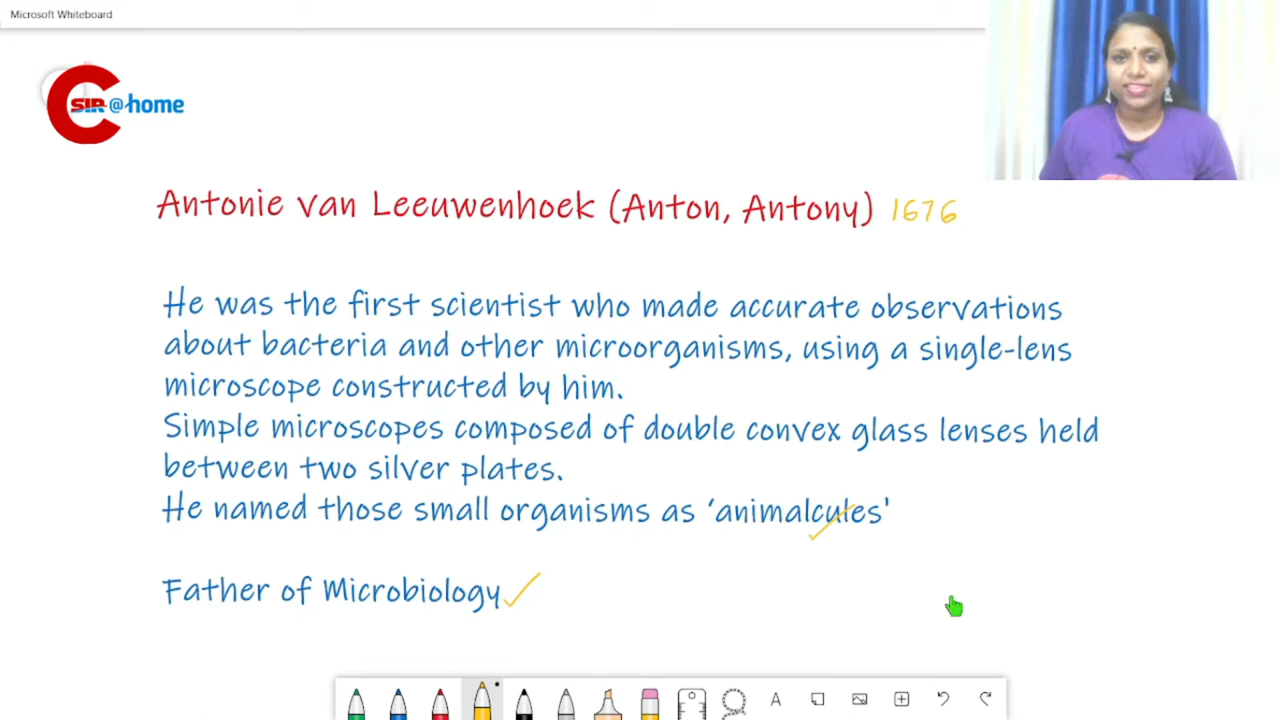 Microsoft Whiteboard
CSIR@home
Antonie van Leeuwenhoek (Anton, Antony) 1676
He was the first scientist who made accurate observations
about bacteria and other microorganisms, using a single-lens
microscope constructed by him.
Simple microscopes composed of double convex glass lenses held
between two silver plates.
He named those small organisms as ‘animalcules'
Father of Microbiology
A